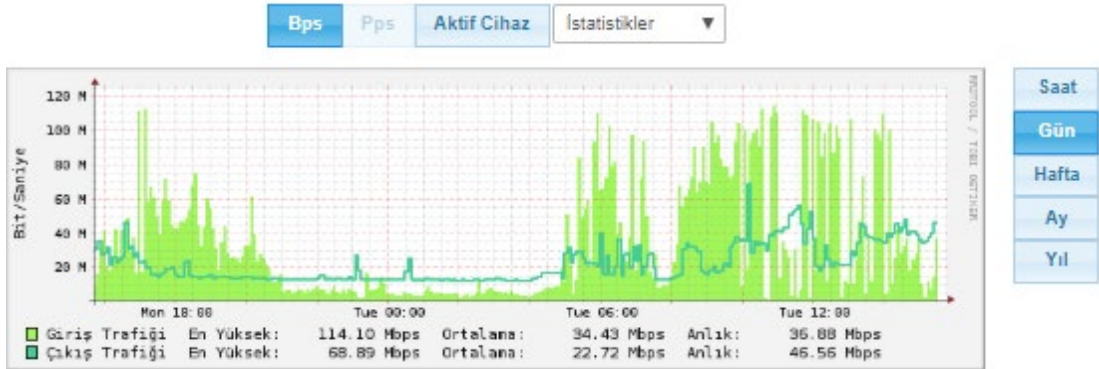 Bps Pps Aktif Cihaz İstatistikler ▼
120 M
100 M
80 M
60 M
40 M
20 M
Bit/Saniye
Mon 18:00 Tue 00:00 Tue 06:00 Tue 12:00
Giriş Trafiği En Yüksek: 114.10 Mbps Ortalama: 34.43 Mbps Anlık: 36.88 Mbps
Çıkış Trafiği En Yüksek: 68.89 Mbps Ortalama: 22.72 Mbps Anlık: 46.56 Mbps
RRDTOOL / TOBI OETIKER
Saat
Gün
Hafta
Ay
Yıl